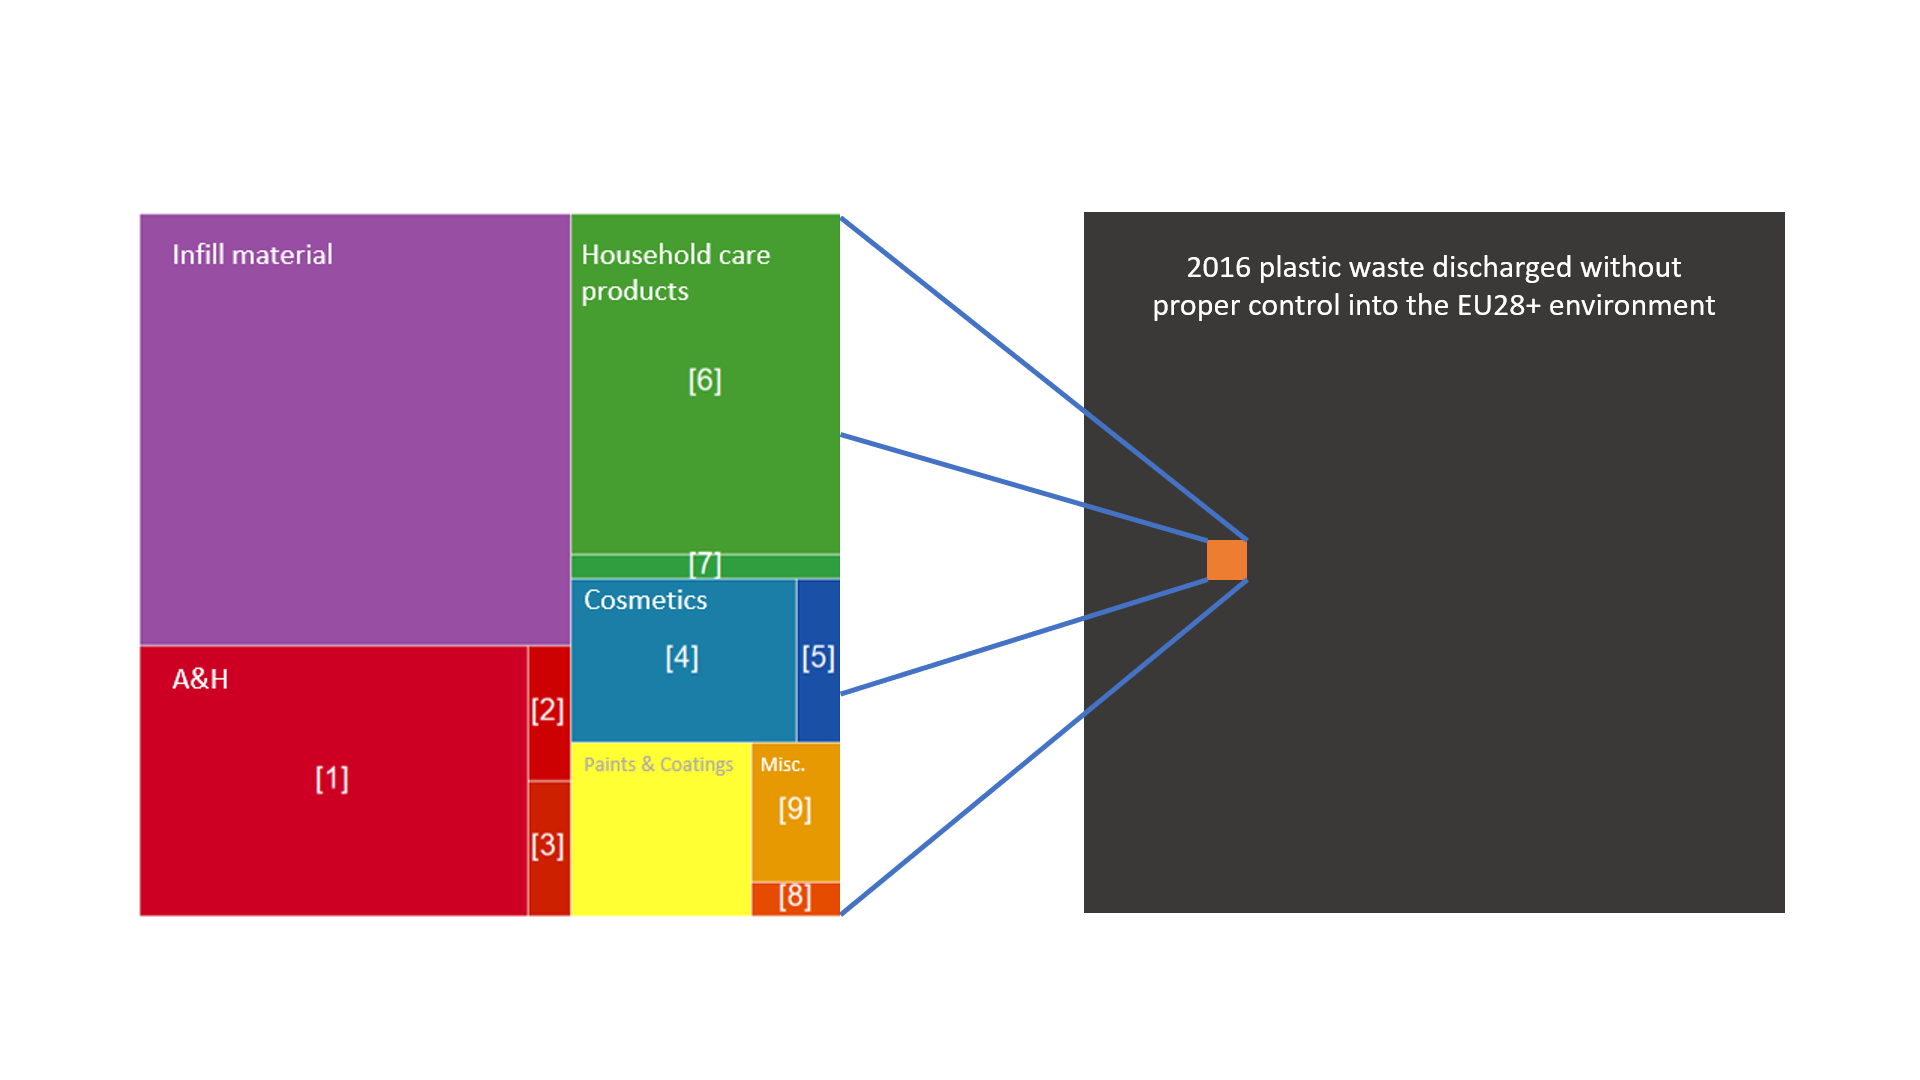 Infill material
Household care
products
[6]
[7]
Cosmetics
[4]
[5]
A&H
[1]
[2]
[3]
Paints & Coatings
Misc.
[9]
[8]
2016 plastic waste discharged without
proper control into the EU28+ environment